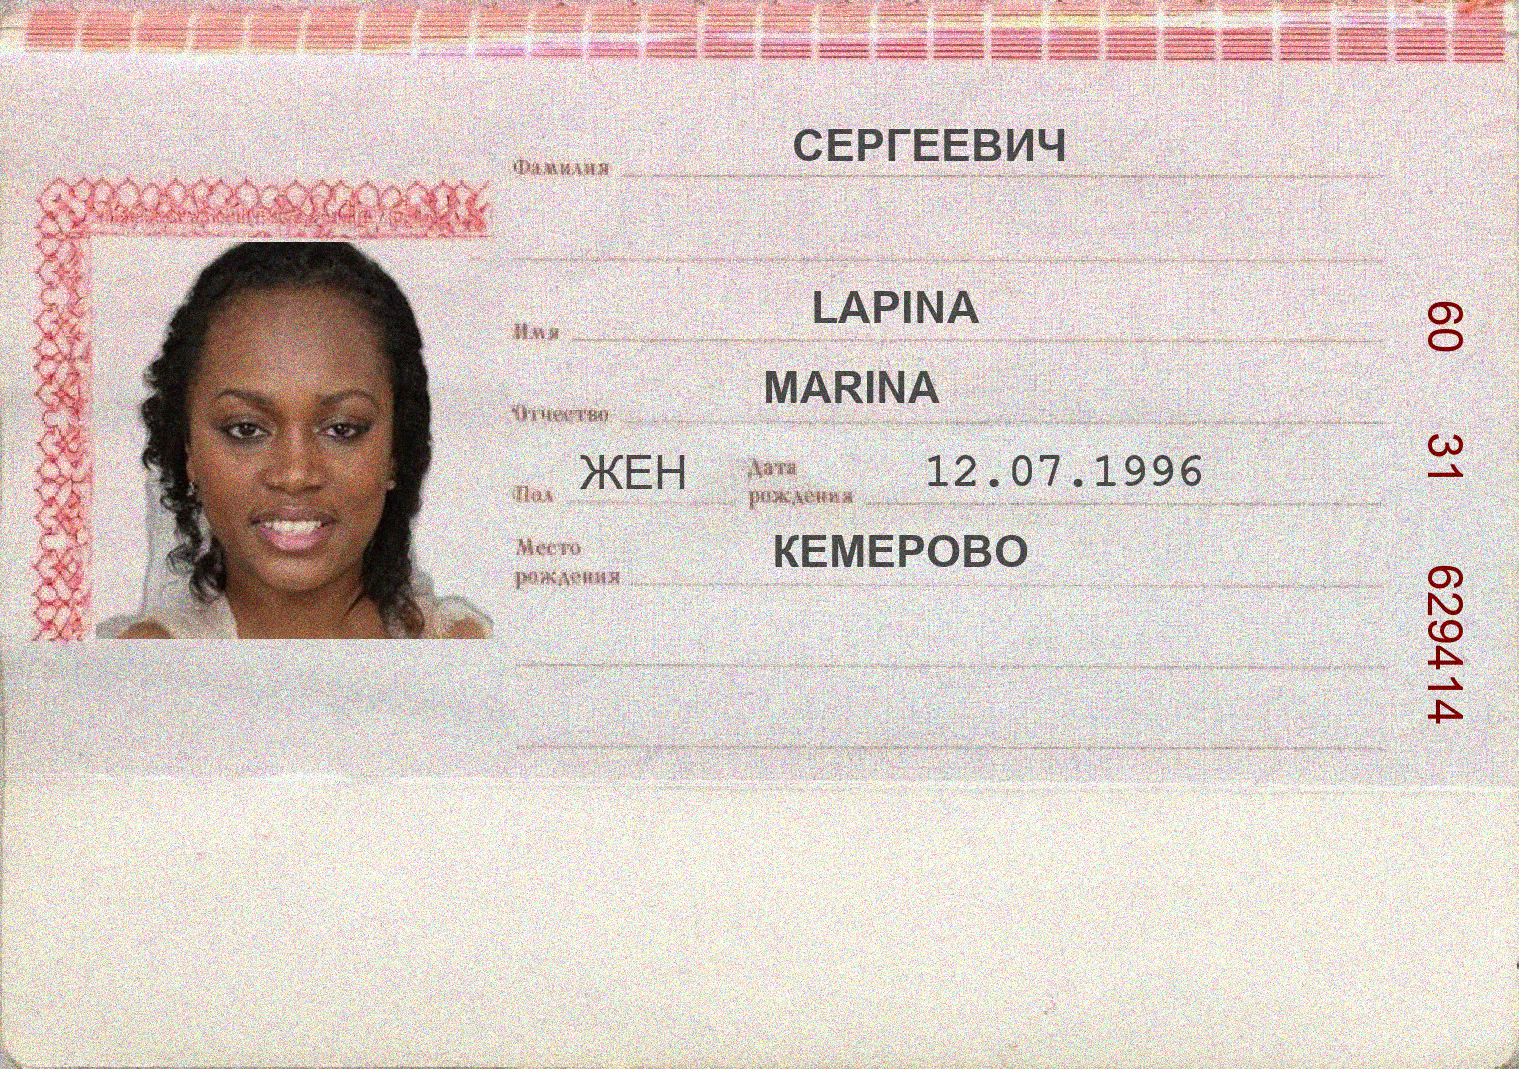 Фамилия СЕРГЕЕВИЧ
Имя LAPINA
Отчество MARINA
Пол ЖЕН Дата рождения 12.07.1996
Место рождения КЕМЕРОВО
60 31 629414